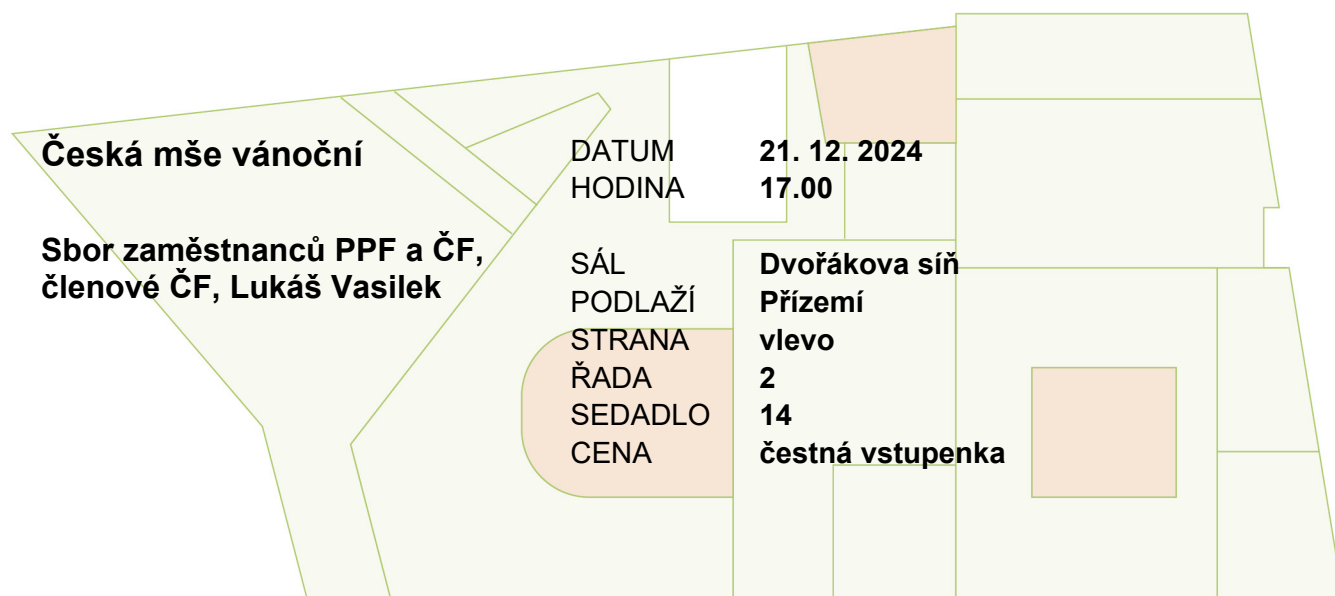 Česká mše vánoční
Sbor zaměstnanců PPF a ČF,
členové ČF, Lukáš Vasilek
DATUM 21. 12. 2024
HODINA 17.00
SÁL Dvořákova síň
PODLAŽÍ Přízemí
STRANA vlevo
ŘADA 2
SEDADLO 14
CENA čestná vstupenka